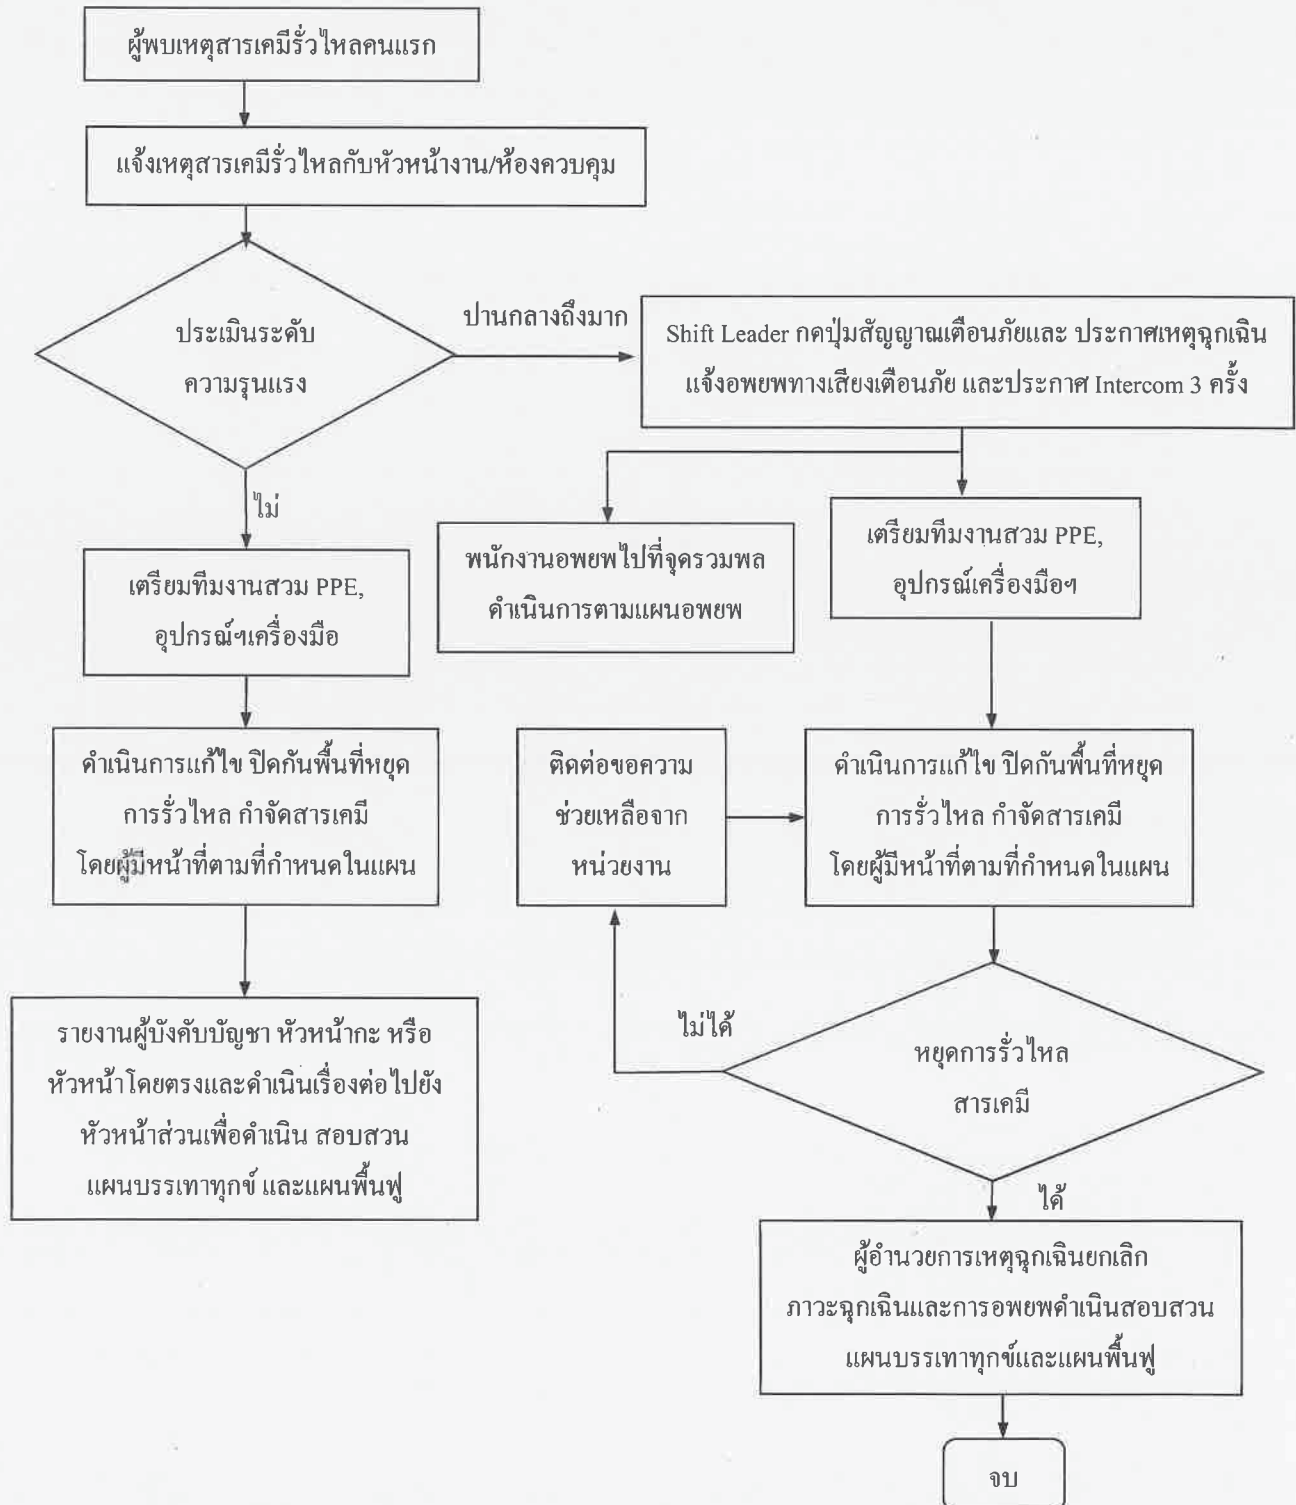 ผู้พบเหตุสารเคมีรั่วไหลคนแรก
แจ้งเหตุสารเคมีรั่วไหลกับหัวหน้างาน/ห้องควบคุม
ประเมินระดับ
ความรุนแรง
ปานกลางถึงมาก
Shift Leader กดปุ่มสัญญาณเตือนภัยและ ประกาศเหตุฉุกเฉิน
แจ้งอพยพทางเสียงเตือนภัย และประกาศ Intercom 3 ครั้ง
ไม่
เตรียมทีมงานสวม PPE,
อุปกรณ์ฯเครื่องมือ
พนักงานอพยพไปที่จุดรวมพล
ดำเนินการตามแผนอพยพ
เตรียมทีมงานสวม PPE,
อุปกรณ์เครื่องมือฯ
ดำเนินการแก้ไข ปิดกันพื้นที่หยุด
การรั่วไหล กำจัดสารเคมี
โดยผู้มีหน้าที่ตามที่กำหนดในแผน
ติดต่อขอความ
ช่วยเหลือจาก
หน่วยงาน
ดำเนินการแก้ไข ปิดกันพื้นที่หยุด
การรั่วไหล กำจัดสารเคมี
โดยผู้มีหน้าที่ตามที่กำหนดในแผน
รายงานผู้บังคับบัญชา หัวหน้ากะ หรือ
หัวหน้าโดยตรงและดำเนินเรื่องต่อไปยัง
หัวหน้าส่วนเพื่อดำเนิน สอบสวน
แผนบรรเทาทุกข์ และแผนฟื้นฟู
ไม่ได้
หยุดการรั่วไหล
สารเคมี
ได้
ผู้อำนวยการเหตุฉุกเฉินยกเลิก
ภาวะฉุกเฉินและการอพยพดำเนินสอบสวน
แผนบรรเทาทุกข์และแผนฟื้นฟู
จบ